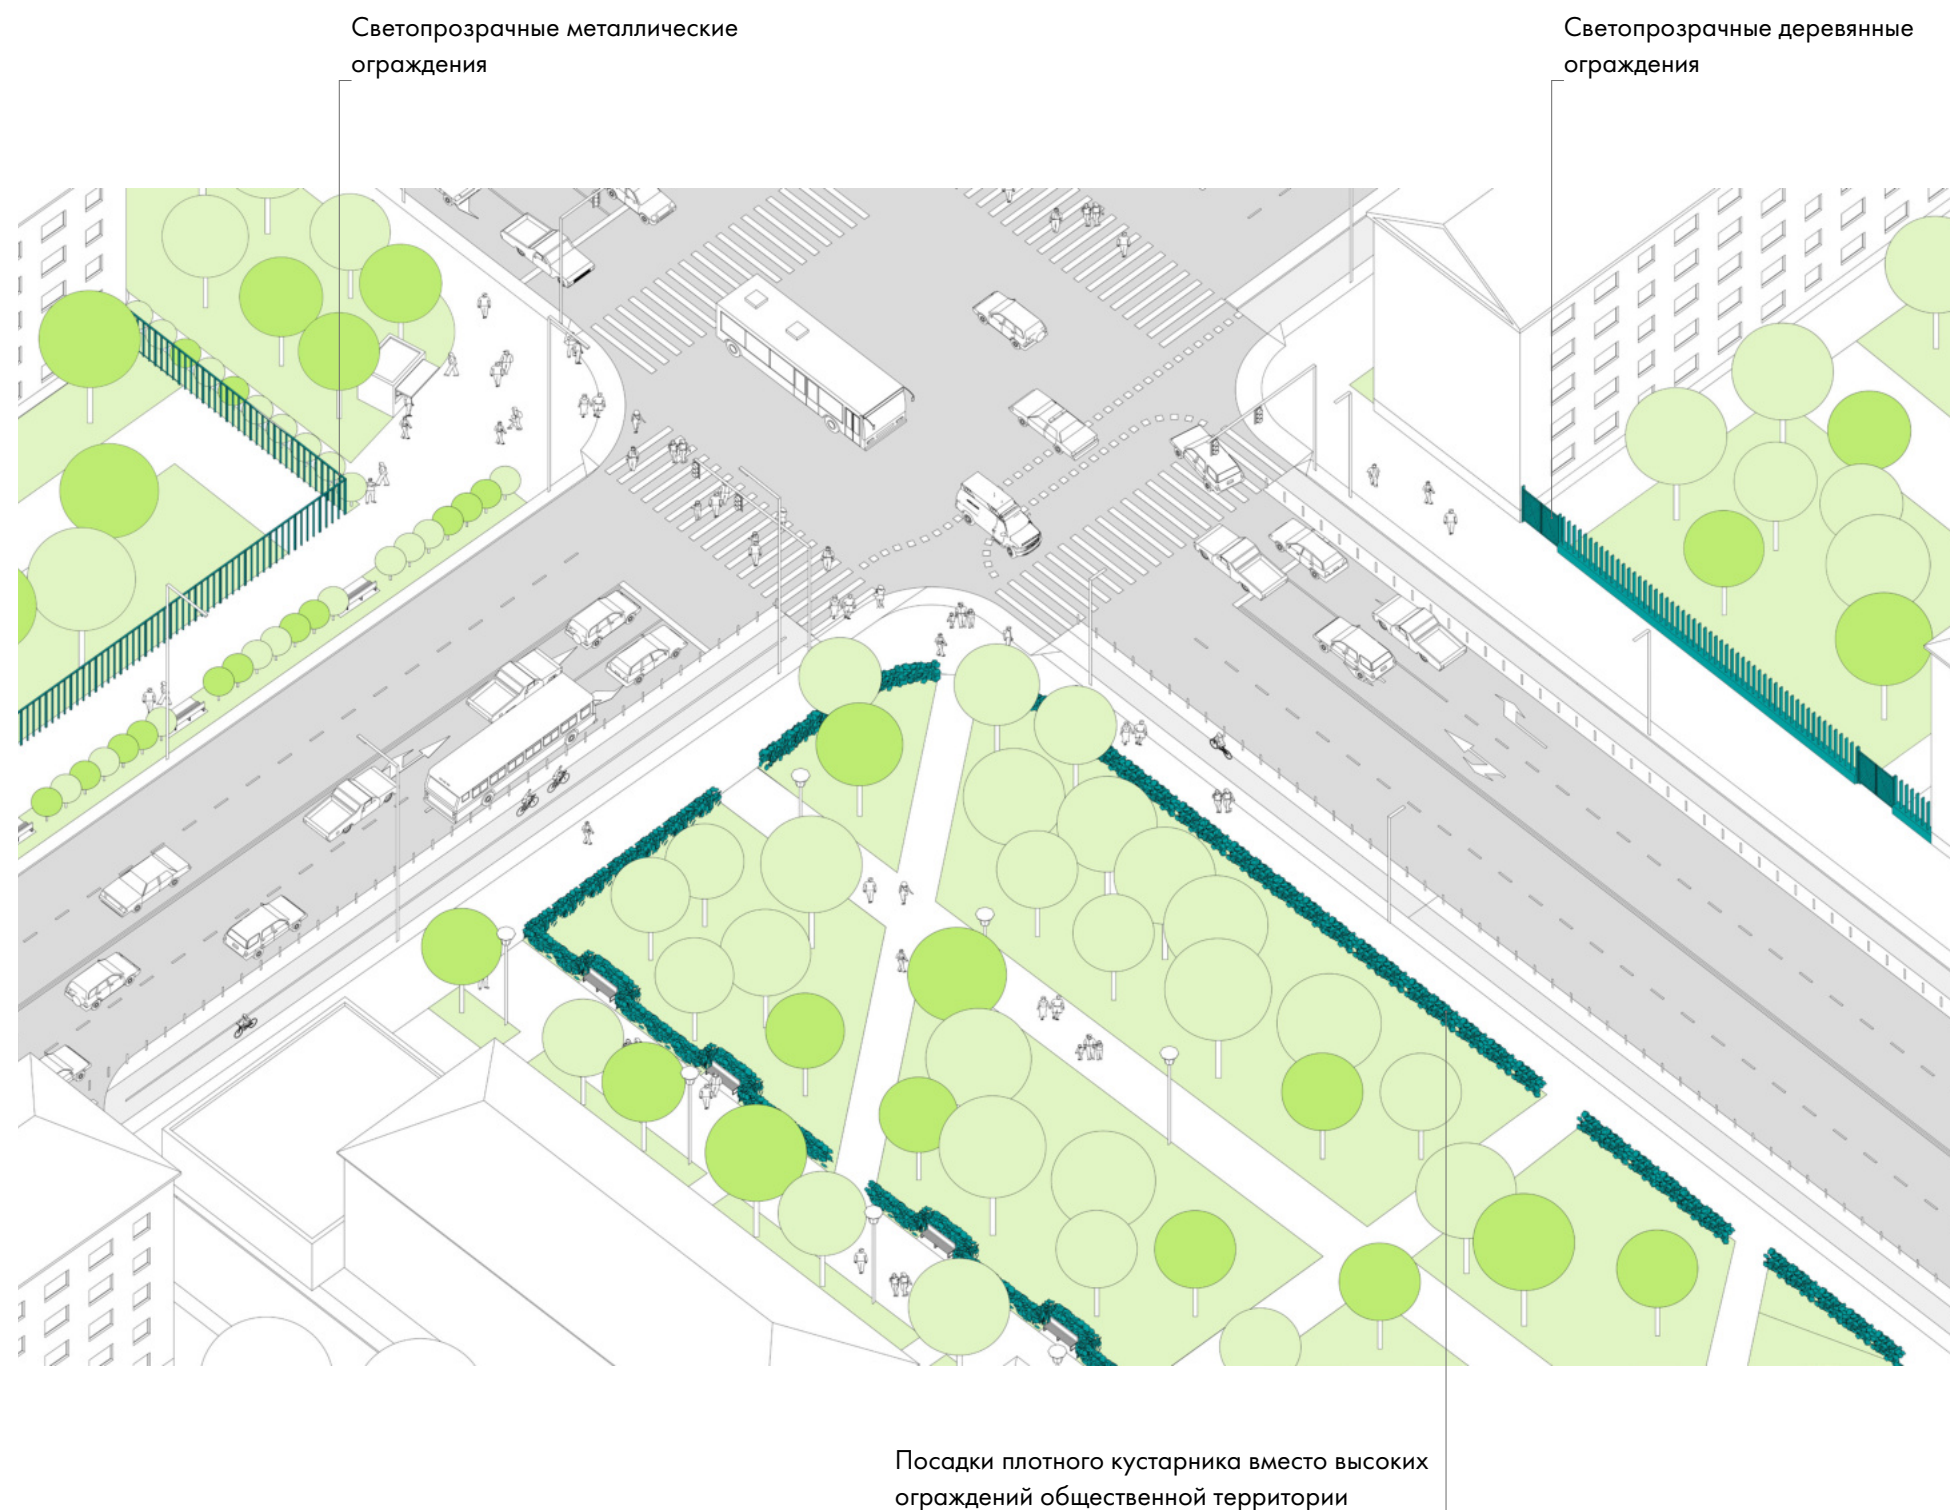 Светопрозрачные металлические
ограждения
Светопрозрачные деревянные
ограждения
Посадки плотного кустарника вместо высоких
ограждений общественной территории